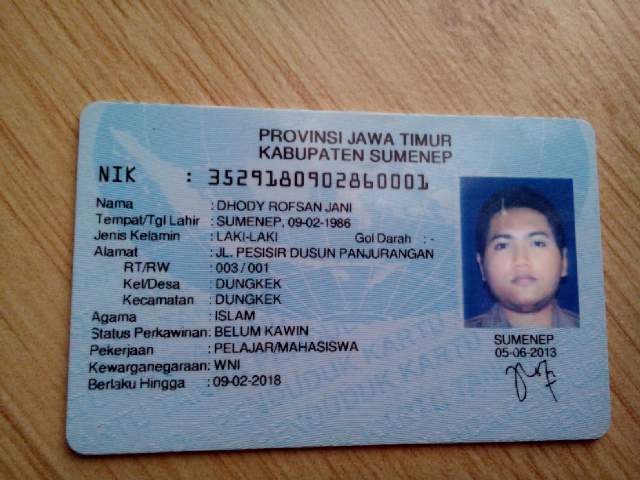 PROVINSI JAWA TIMUR
KABUPATEN SUMENEP
NIK : 3529180902860001
Nama : DHODY ROFSAN JANI
Tempat/Tgl Lahir : SUMENEP, 09-02-1986
Jenis Kelamin : LAKI-LAKI Gol Darah : -
Alamat : JL. PESISIR DUSUN PANJURANGAN
RT/RW : 003 / 001
Kel/Desa : DUNGKEK
Kecamatan : DUNGKEK
Agama : ISLAM
Status Perkawinan: BELUM KAWIN
Pekerjaan : PELAJAR/MAHASISWA
Kewarganegaraan: WNI
Berlaku Hingga : 09-02-2018
SUMENEP
05-06-2013